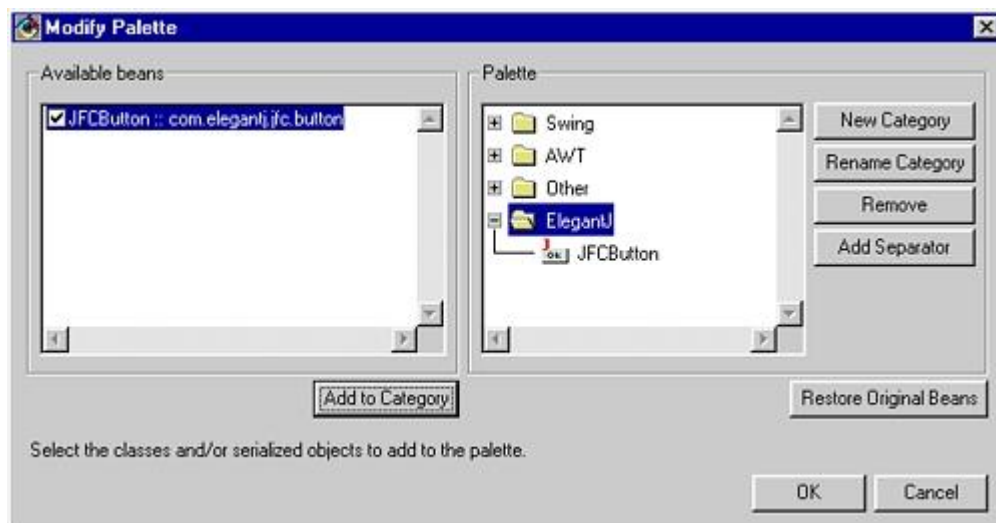 Modify Palette
Available beans
JFCButton :: com.elegantj.jfc.button
Add to Category
Palette
Swing
AWT
Other
ElegantJ
J
OK
JFCButton
New Category
Rename Category
Remove
Add Separator
Restore Original Beans
Select the classes and/or serialized objects to add to the palette.
OK
Cancel